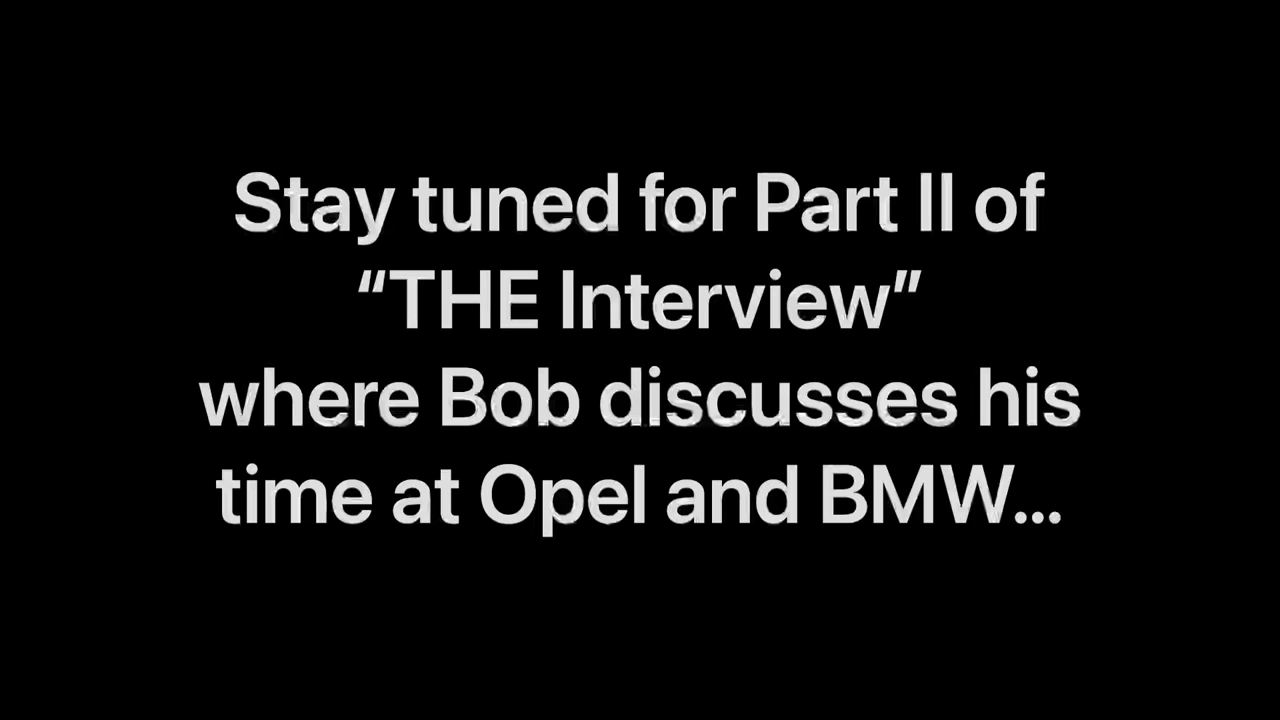 Stay tuned for Part II of
“THE Interview”
where Bob discusses his
time at Opel and BMW...